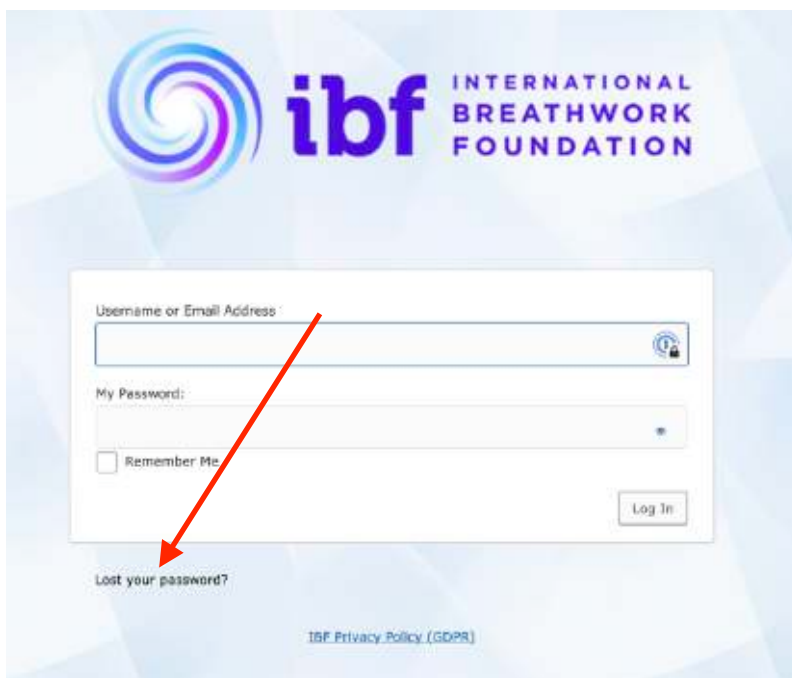 ibf INTERNATIONAL
BREATHWORK
FOUNDATION
Username or Email Address
My Password:
Remember Me
Log In
Lost your password?
IBF Privacy Policy (GDPR)